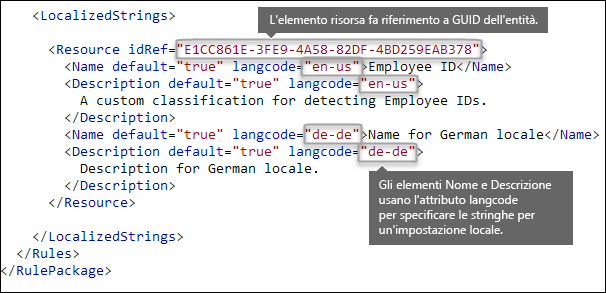 <LocalizedStrings>
L'elemento risorsa fa riferimento a GUID dell'entità.
<Resource idRef="E1CC861E-3FE9-4A58-82DF-4BD259EAB378">
<Name default="true" langcode="en-us">Employee ID</Name>
<Description default="true" langcode="en-us">
A custom classification for detecting Employee IDs.
</Description>
<Name default="true" langcode="de-de">Name for German locale</Name>
<Description default="true" langcode="de-de">
Description for German locale.
</Description>
</Resource>
Gli elementi Nome e Descrizione
usano l'attributo langcode
per specificare le stringhe per
un'impostazione locale.
</LocalizedStrings>
</Rules>
</RulePackage>